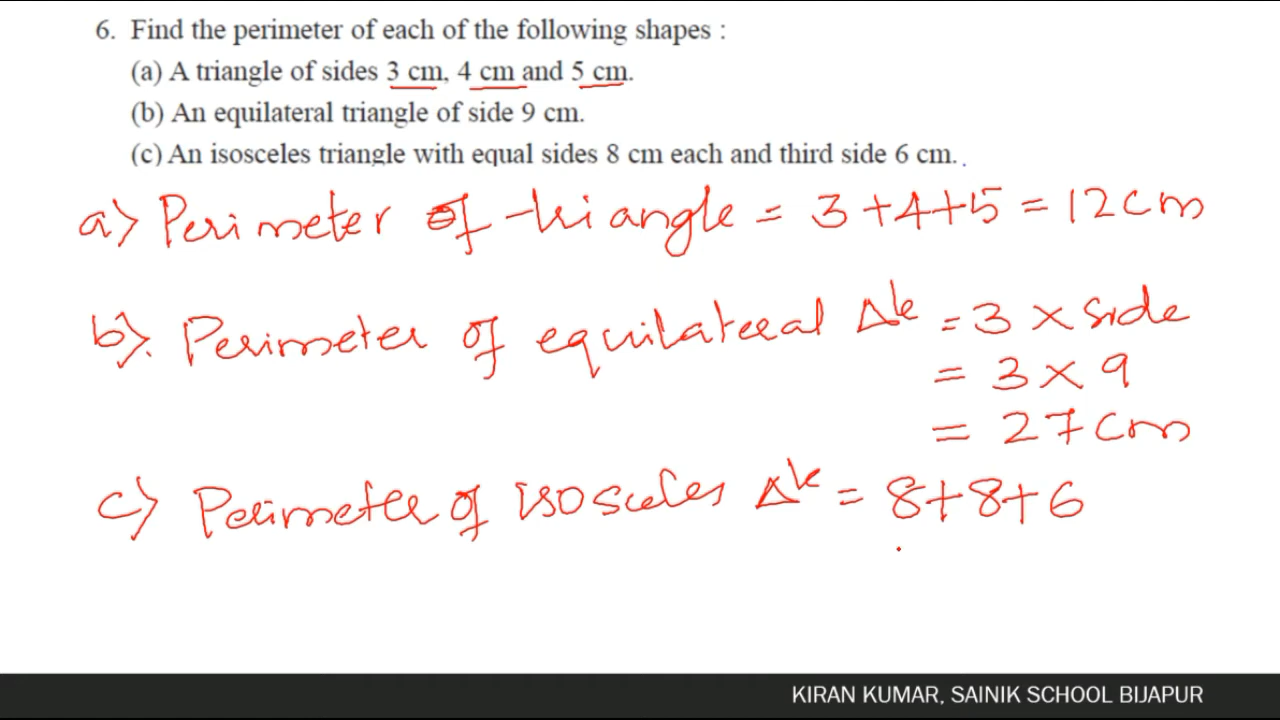 6. Find the perimeter of each of the following shapes :
(a) A triangle of sides 3 cm, 4 cm and 5 cm.
(b) An equilateral triangle of side 9 cm.
(c) An isosceles triangle with equal sides 8 cm each and third side 6 cm. .
a) Perimeter of triangle = 3+4+5 = 12cm
b). Perimeter of equilateral Δle = 3 × side
= 3 × 9
= 27cm
c) Perimeter of isosceles Δle = 8+8+6
KIRAN KUMAR, SAINIK SCHOOL BIJAPUR